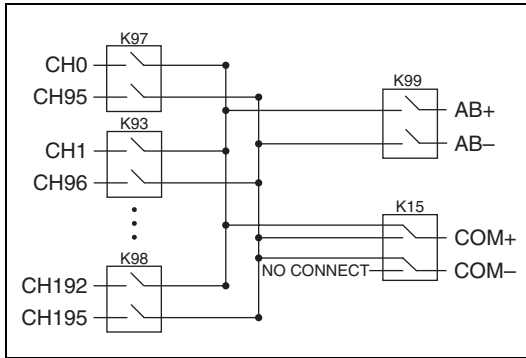 K97
CH0
CH95
K99
AB+
AB–
K93
CH1
CH96
K15
COM+
NO CONNECT
COM–
K98
CH192
CH195